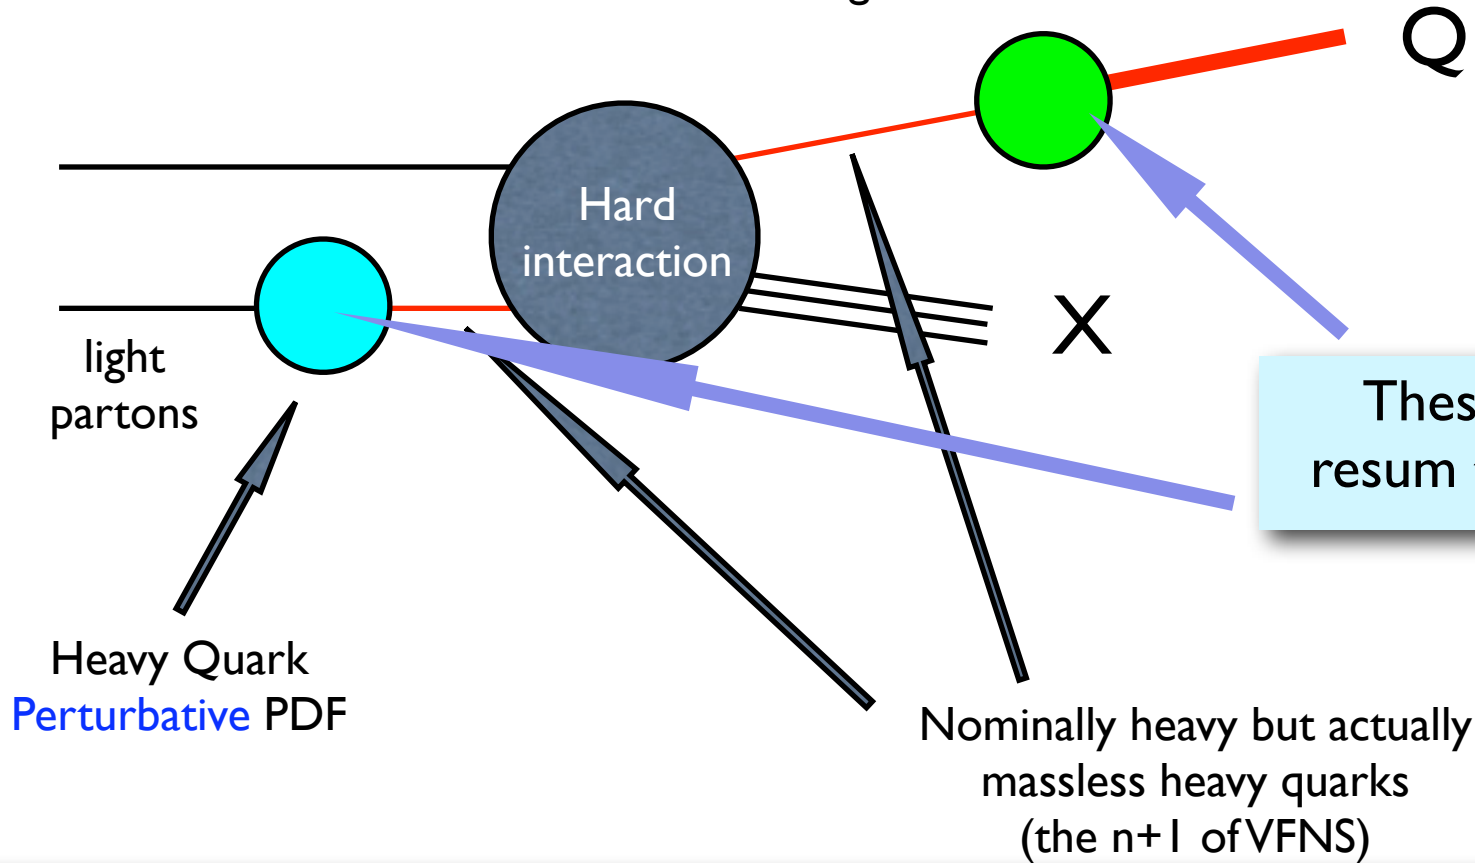 Q
Hard
interaction
X
light
partons
resum
Heavy Quark
Perturbative PDF
Nominally heavy but actually
massless heavy quarks
(the n+1 of VFNS)